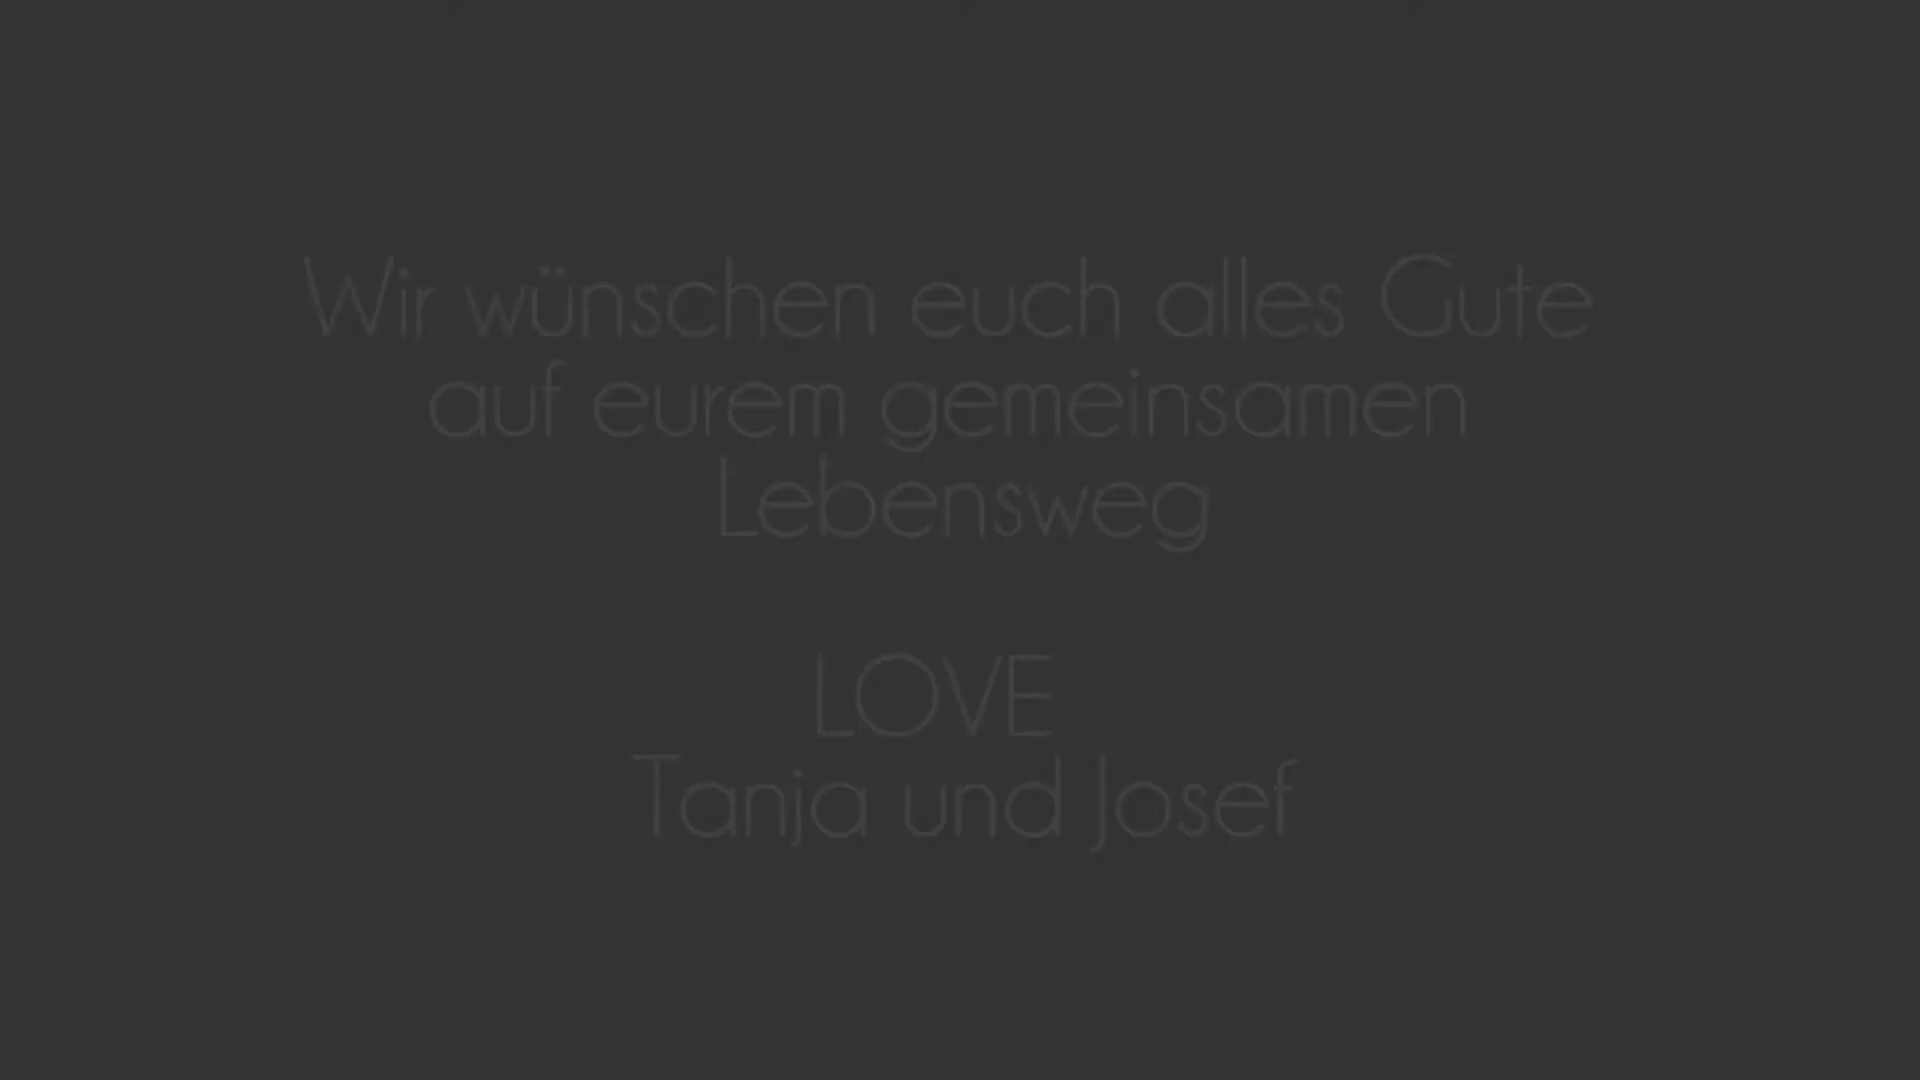 Wir wünschen euch alles Gute
auf eurem gemeinsamen
Lebensweg
LOVE
Tanja und Josef